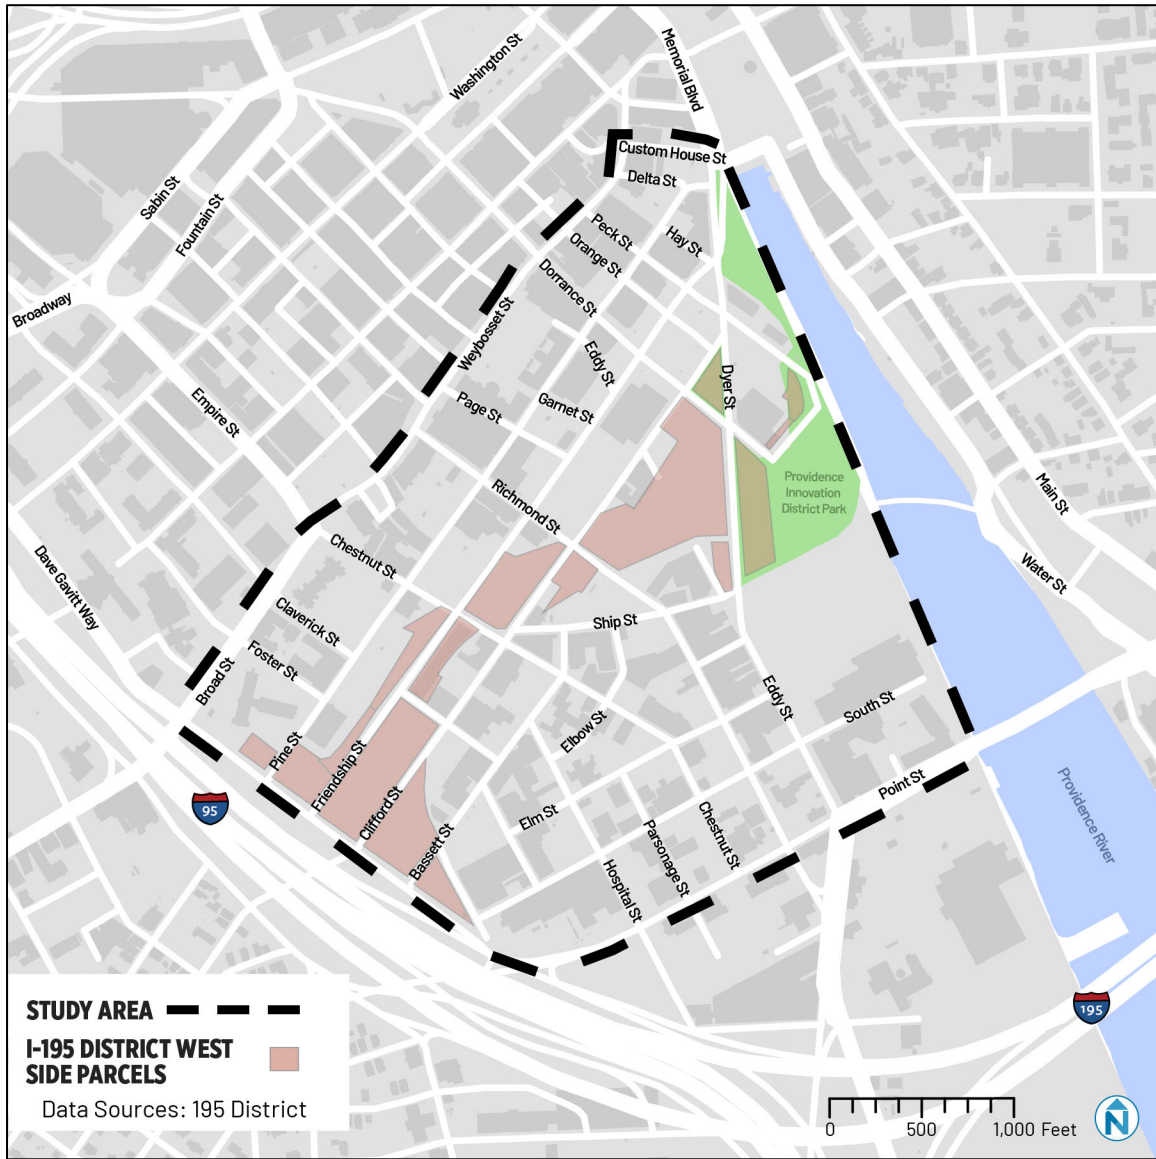 Memorial Blvd
Washington St
Custom House St
Delta St
Sabin St
Fountain St
Peck St
Hay St
Orange St
Dorrance St
Broadway
Weybosset St
Eddy St
Dyer St
Empire St
Page St
Garnet St
Providence
Innovation
District Park
Main St
Richmond St
Chestnut St
Water St
Dave Gavitt Way
Claverick St
Ship St
Foster St
Broad St
Eddy St
South St
Elbow St
Pine St
Friendship St
Point St
Providence River
95
Clifford St
Elm St
Chestnut St
Parsonage St
Bassett St
Hospital St
STUDY AREA
I-195 DISTRICT WEST
SIDE PARCELS
Data Sources: 195 District
195
0 500 1,000 Feet
N